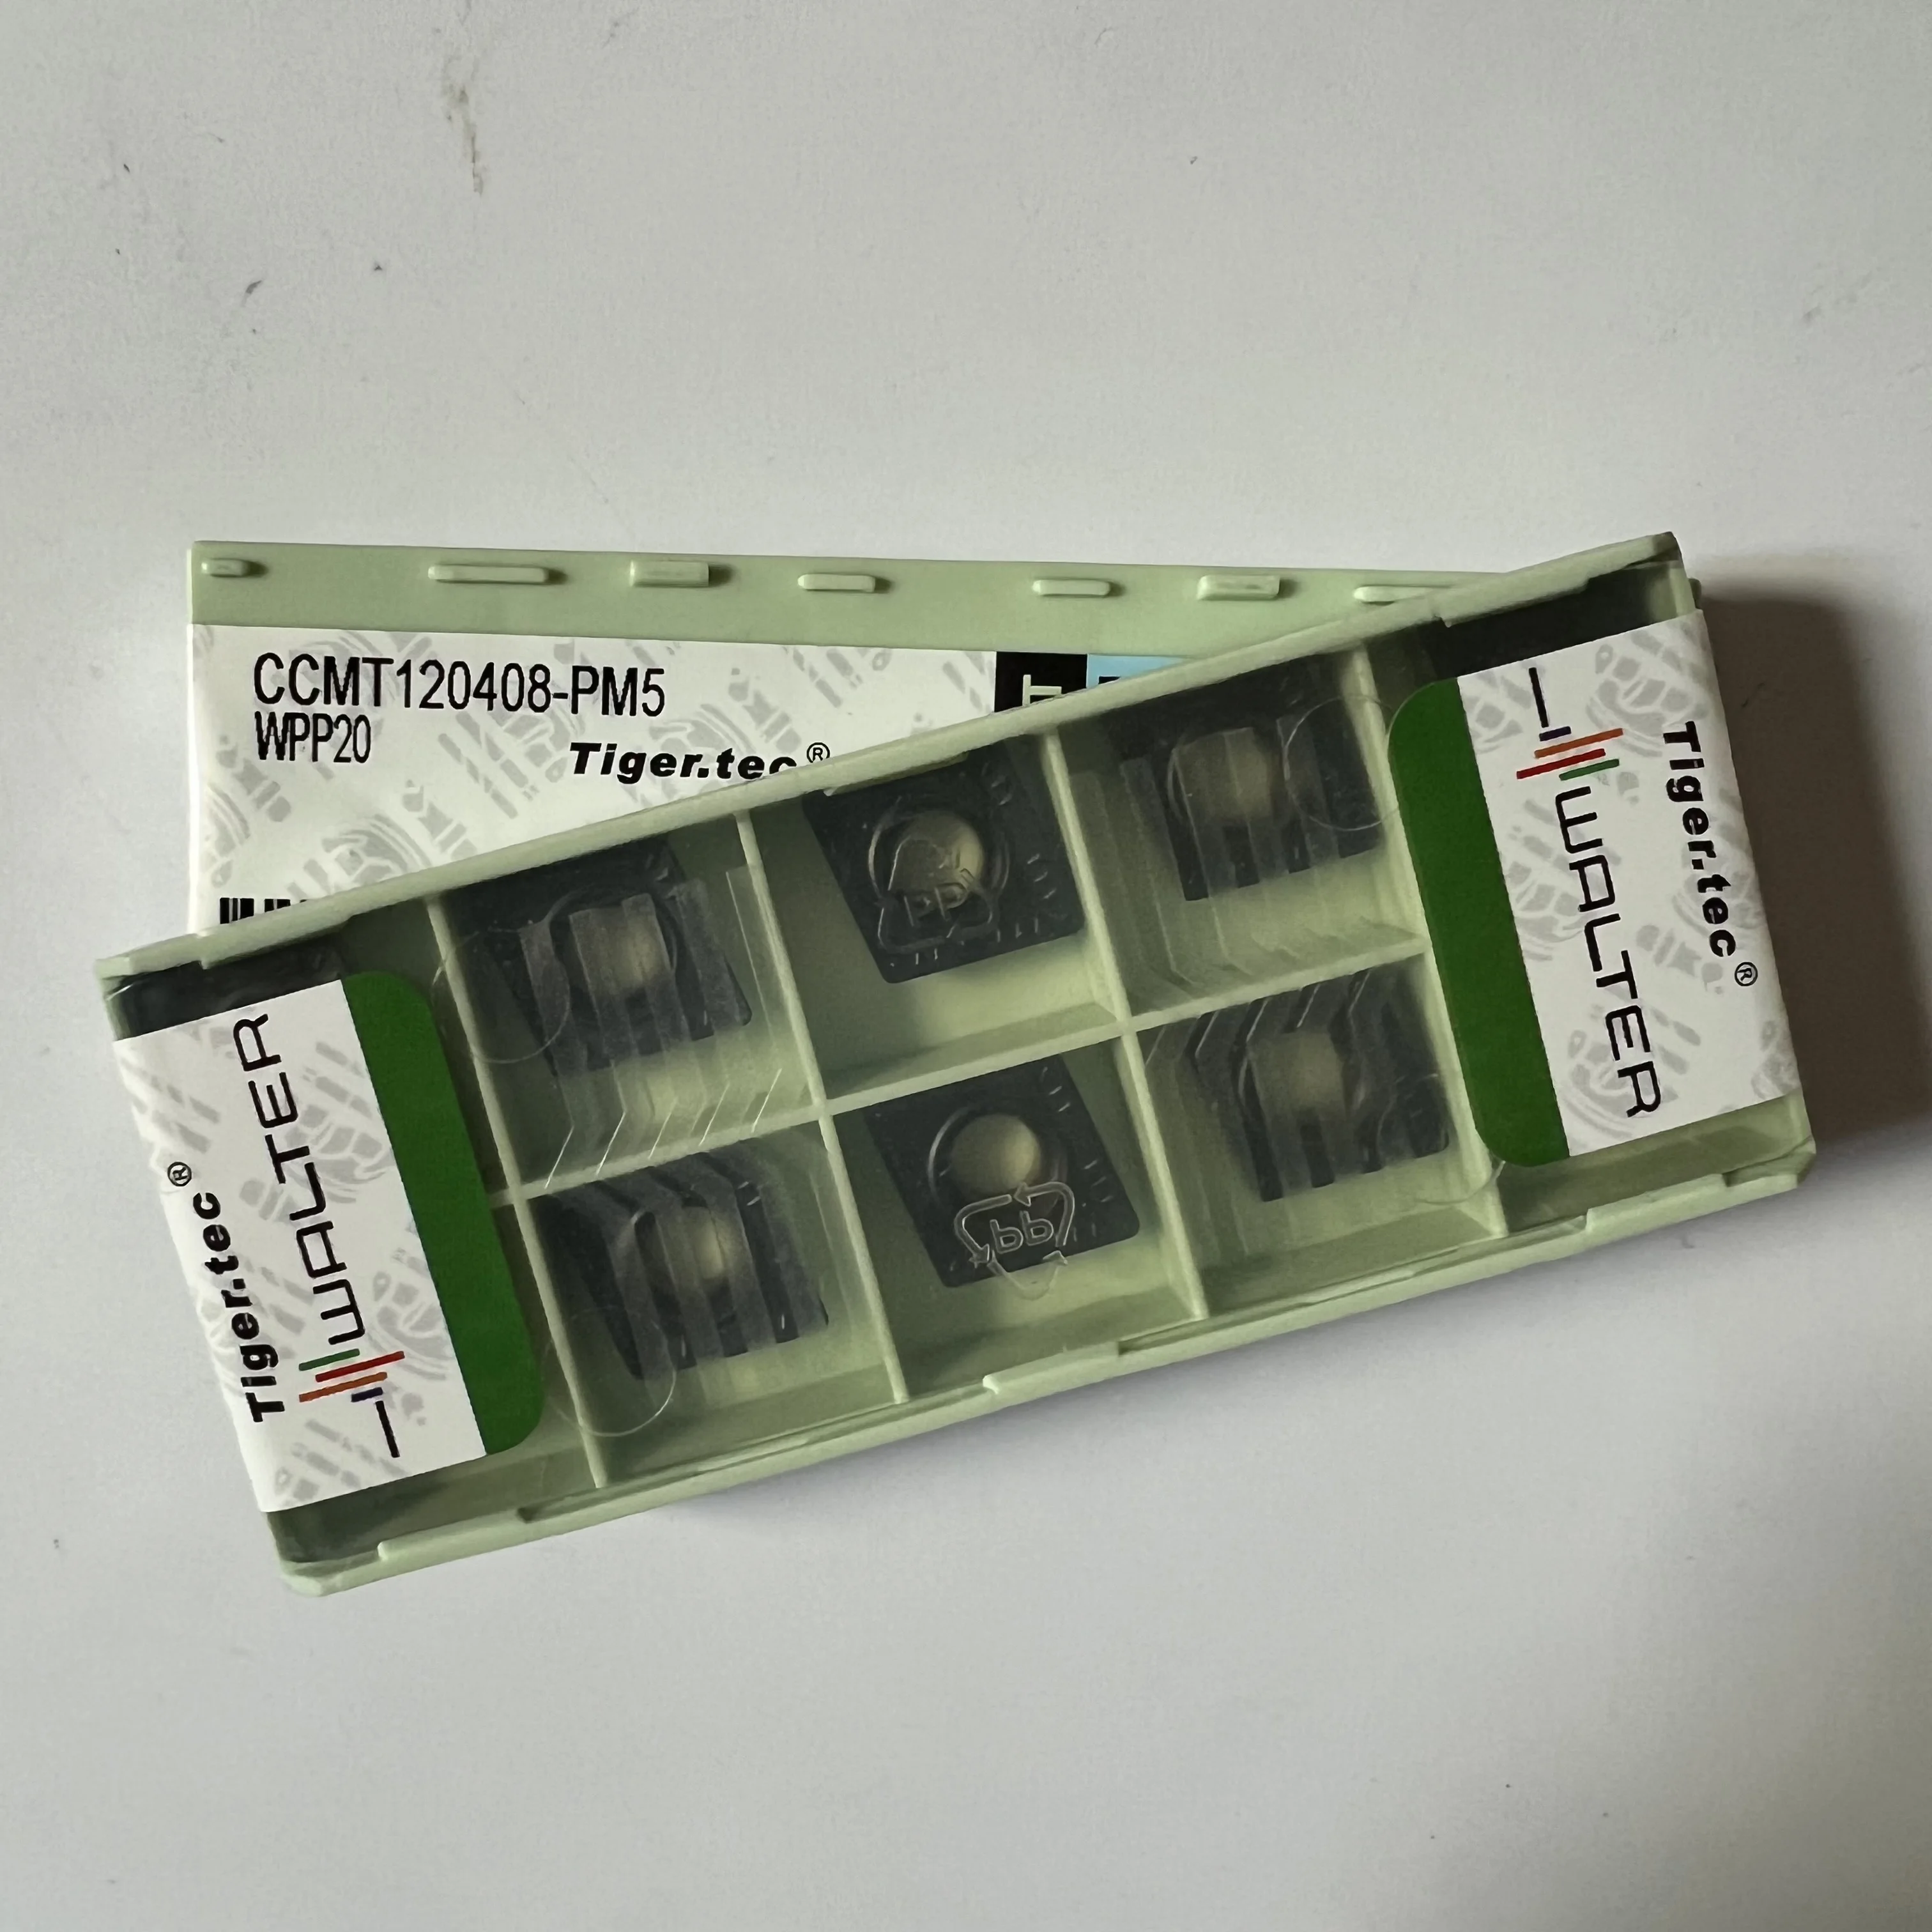 CCMT120408-PM5
WPP20
Tiger.tec®
Tiger.tec®
WALTER
PP
PP
WALTER
Tiger.tec®